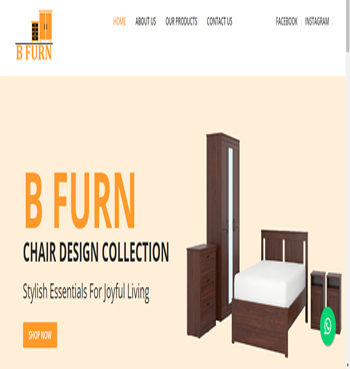 HOME ABOUT US OUR PRODUCTS CONTACT US FACEBOOK INSTAGRAM
B FURN
B FURN
CHAIR DESIGN COLLECTION
Stylish Essentials For Joyful Living
SHOP NOW